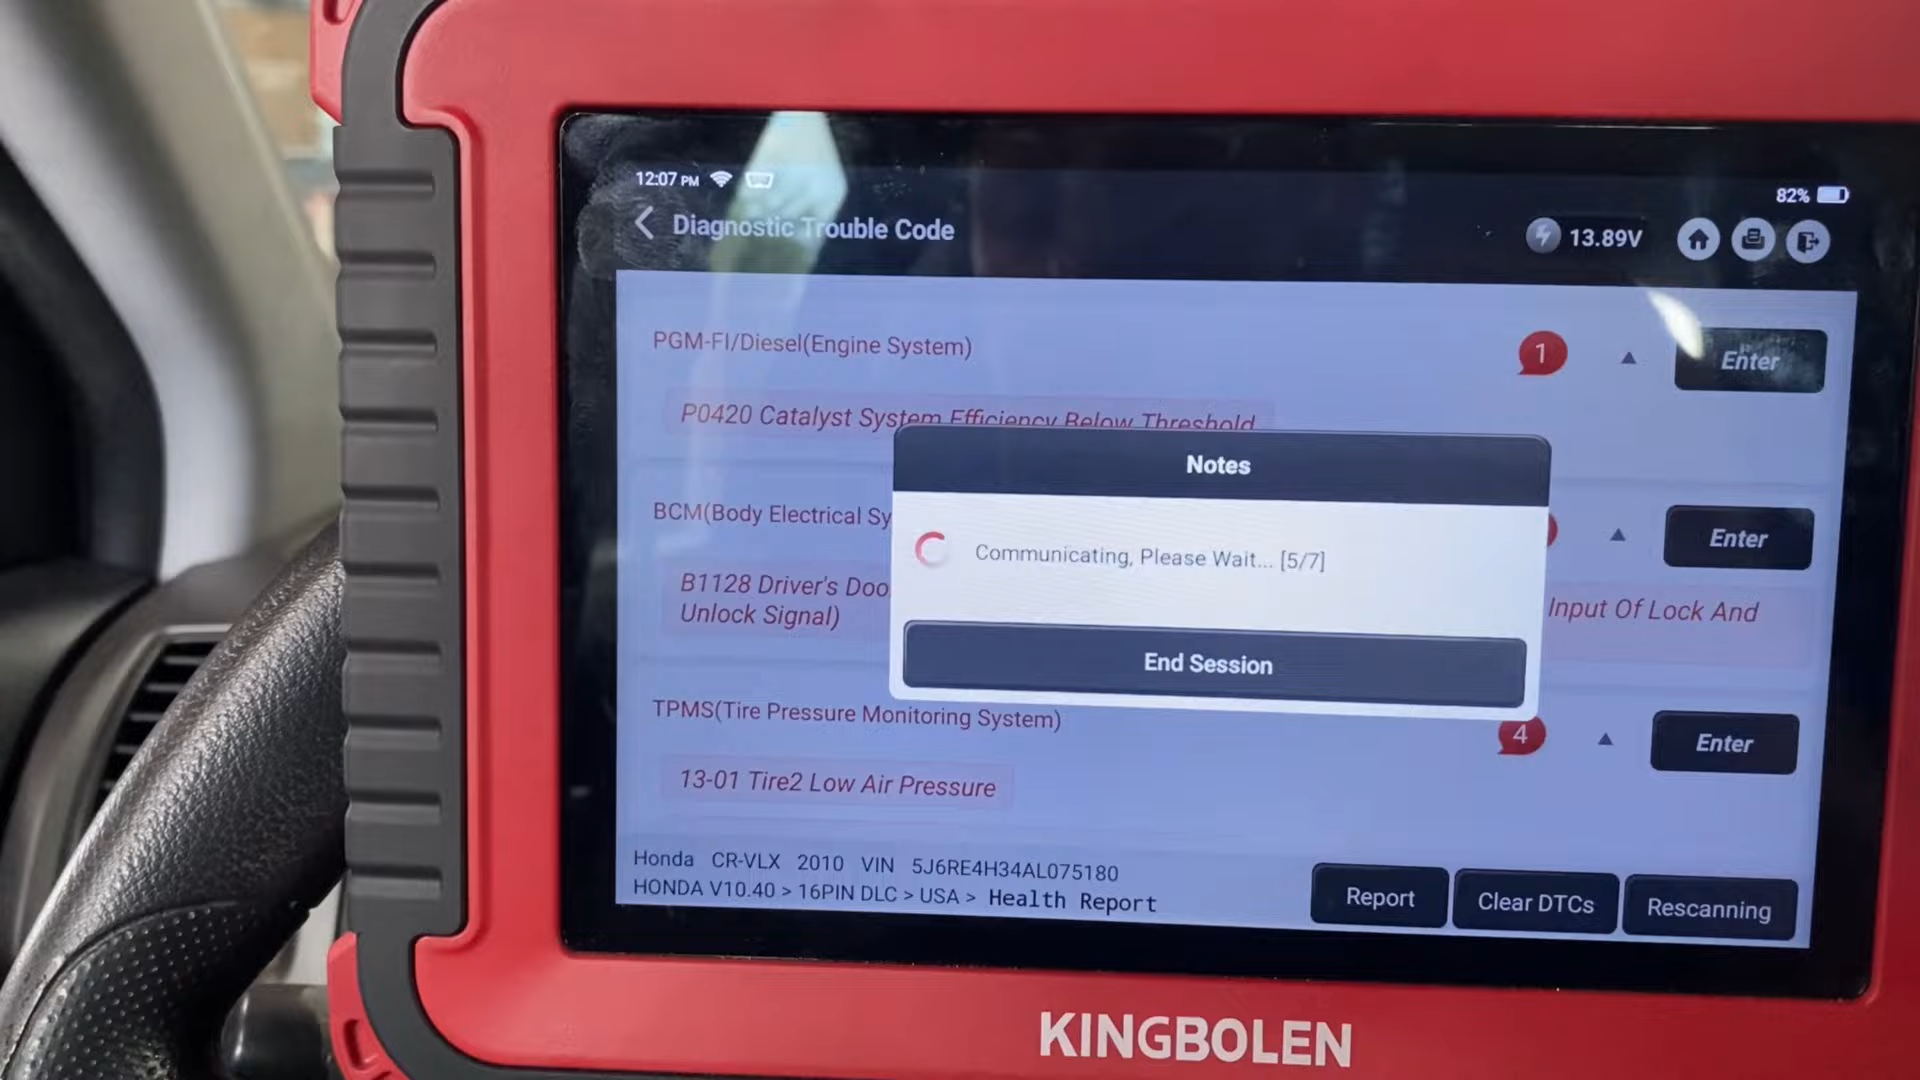 12:07 PM
82%
Diagnostic Trouble Code
13.89V
PGM-FI/Diesel(Engine System)
1
Enter
P0420 Catalyst System Efficiency Below Threshold
Notes
BCM(Body Electrical Sy
Enter
Communicating, Please Wait... [5/7]
B1128 Driver's Doo
Input Of Lock And
Unlock Signal)
End Session
TPMS(Tire Pressure Monitoring System)
4
Enter
13-01 Tire2 Low Air Pressure
Honda CR-VLX 2010 VIN 5J6RE4H34AL075180
HONDA V10.40 > 16PIN DLC > USA > Health Report
Report
Clear DTCs
Rescanning
KINGBOLEN